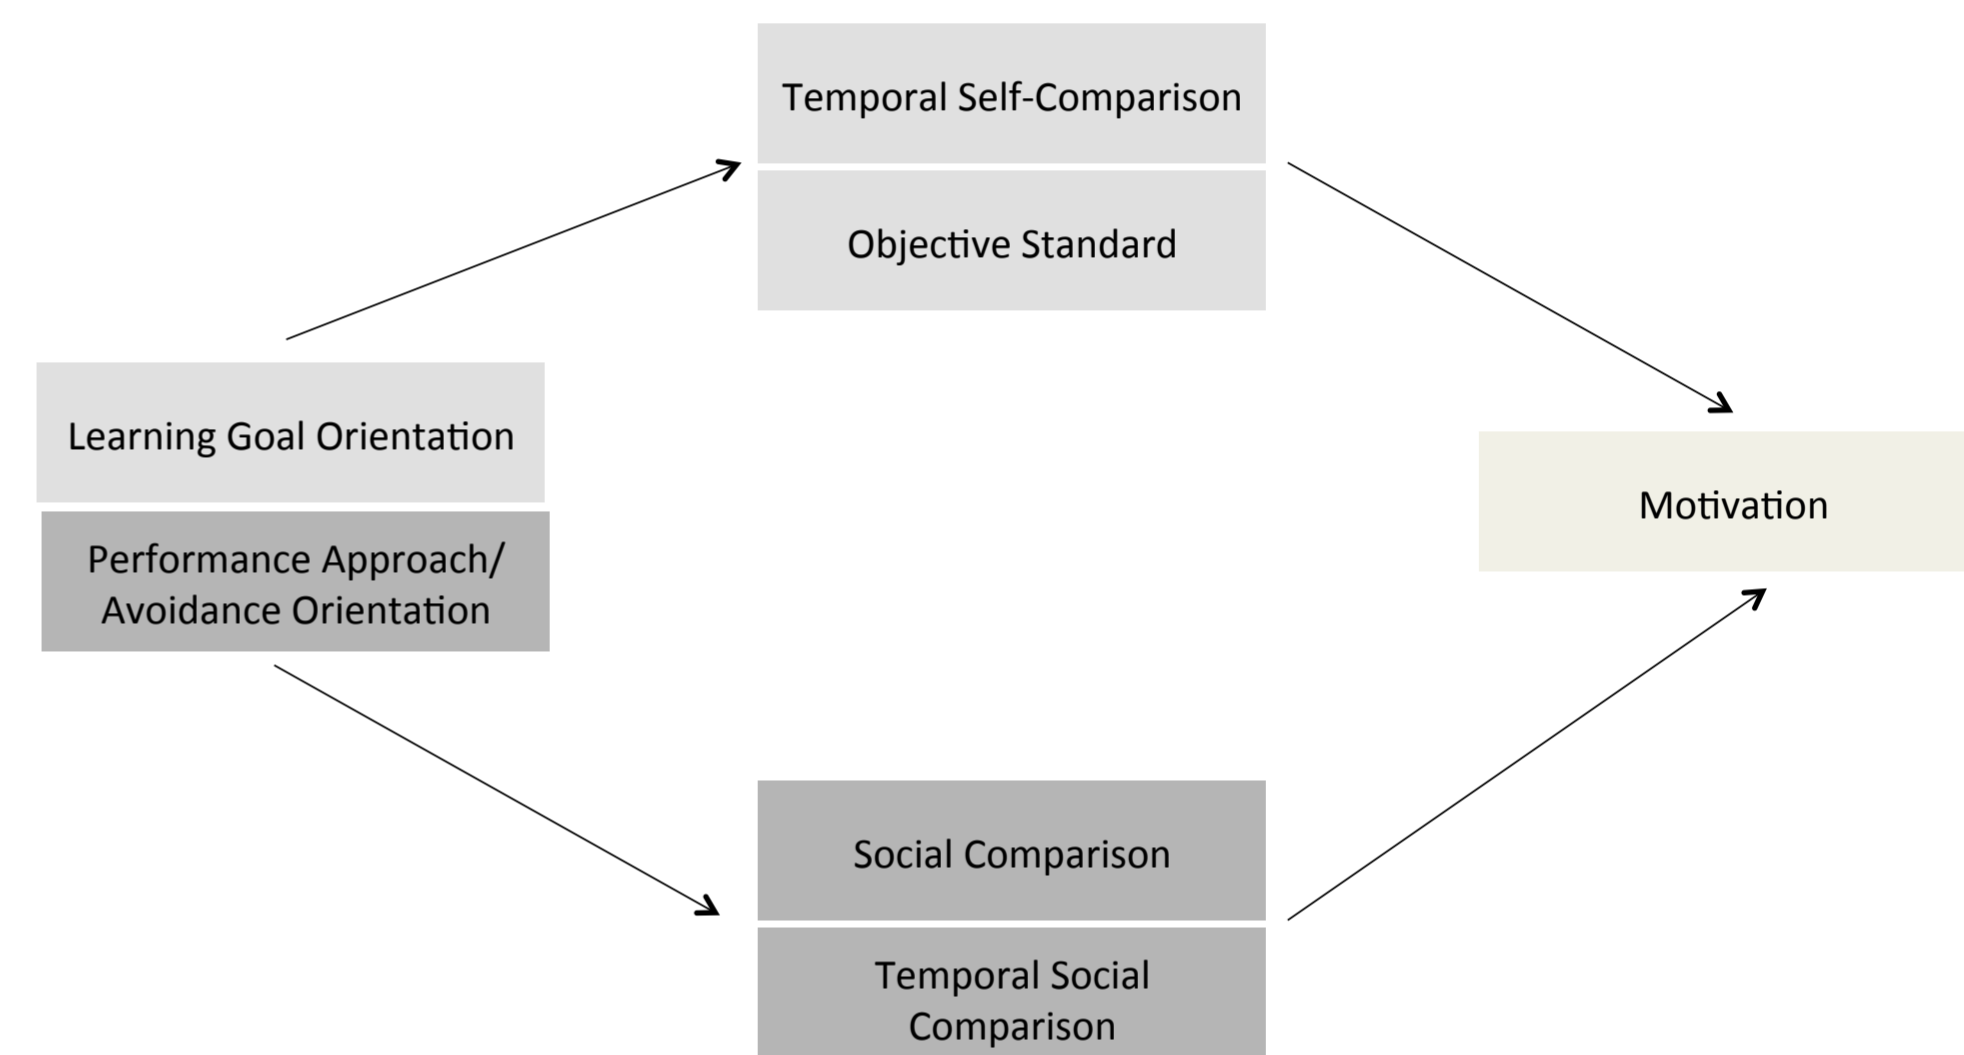 Temporal Self-Comparison
Objective Standard
Learning Goal Orientation
Performance Approach/
Avoidance Orientation
Motivation
Social Comparison
Temporal Social
Comparison